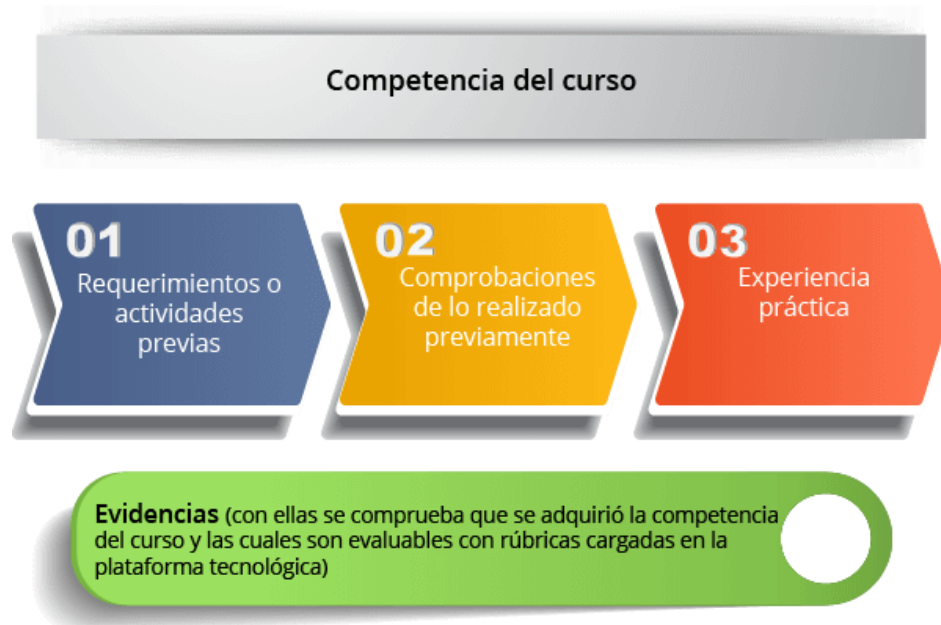 Competencia del curso
01
Requerimientos o
actividades
previas
02
Comprobaciones
de lo realizado
previamente
03
Experiencia
práctica
Evidencias (con ellas se comprueba que se adquirió la competencia
del curso y las cuales son evaluables con rúbricas cargadas en la
plataforma tecnológica)